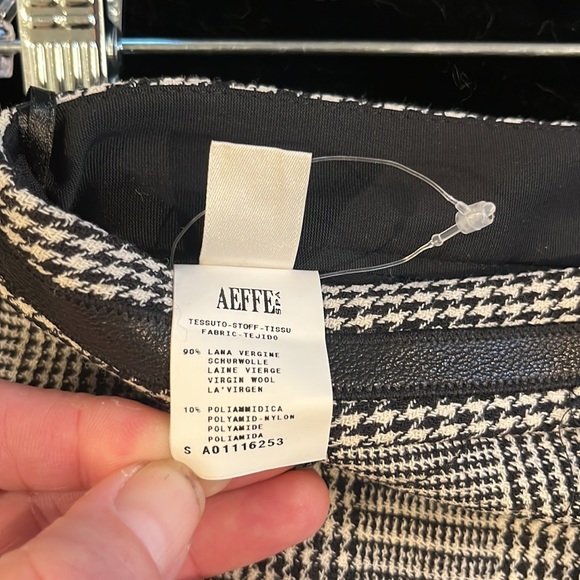 AEFFE SPA
TESSUTO-STOFF-TISSU
FABRIC-TEJIDO
90% LANA VERGINE
SCHURWOLLE
LAINE VIERGE
VIRGIN WOOL
LA'VIRGEN
10% POLIAMMIDICA
POLYAMID-NYLON
POLYAMIDE
POLIAMIDA
S A01116253